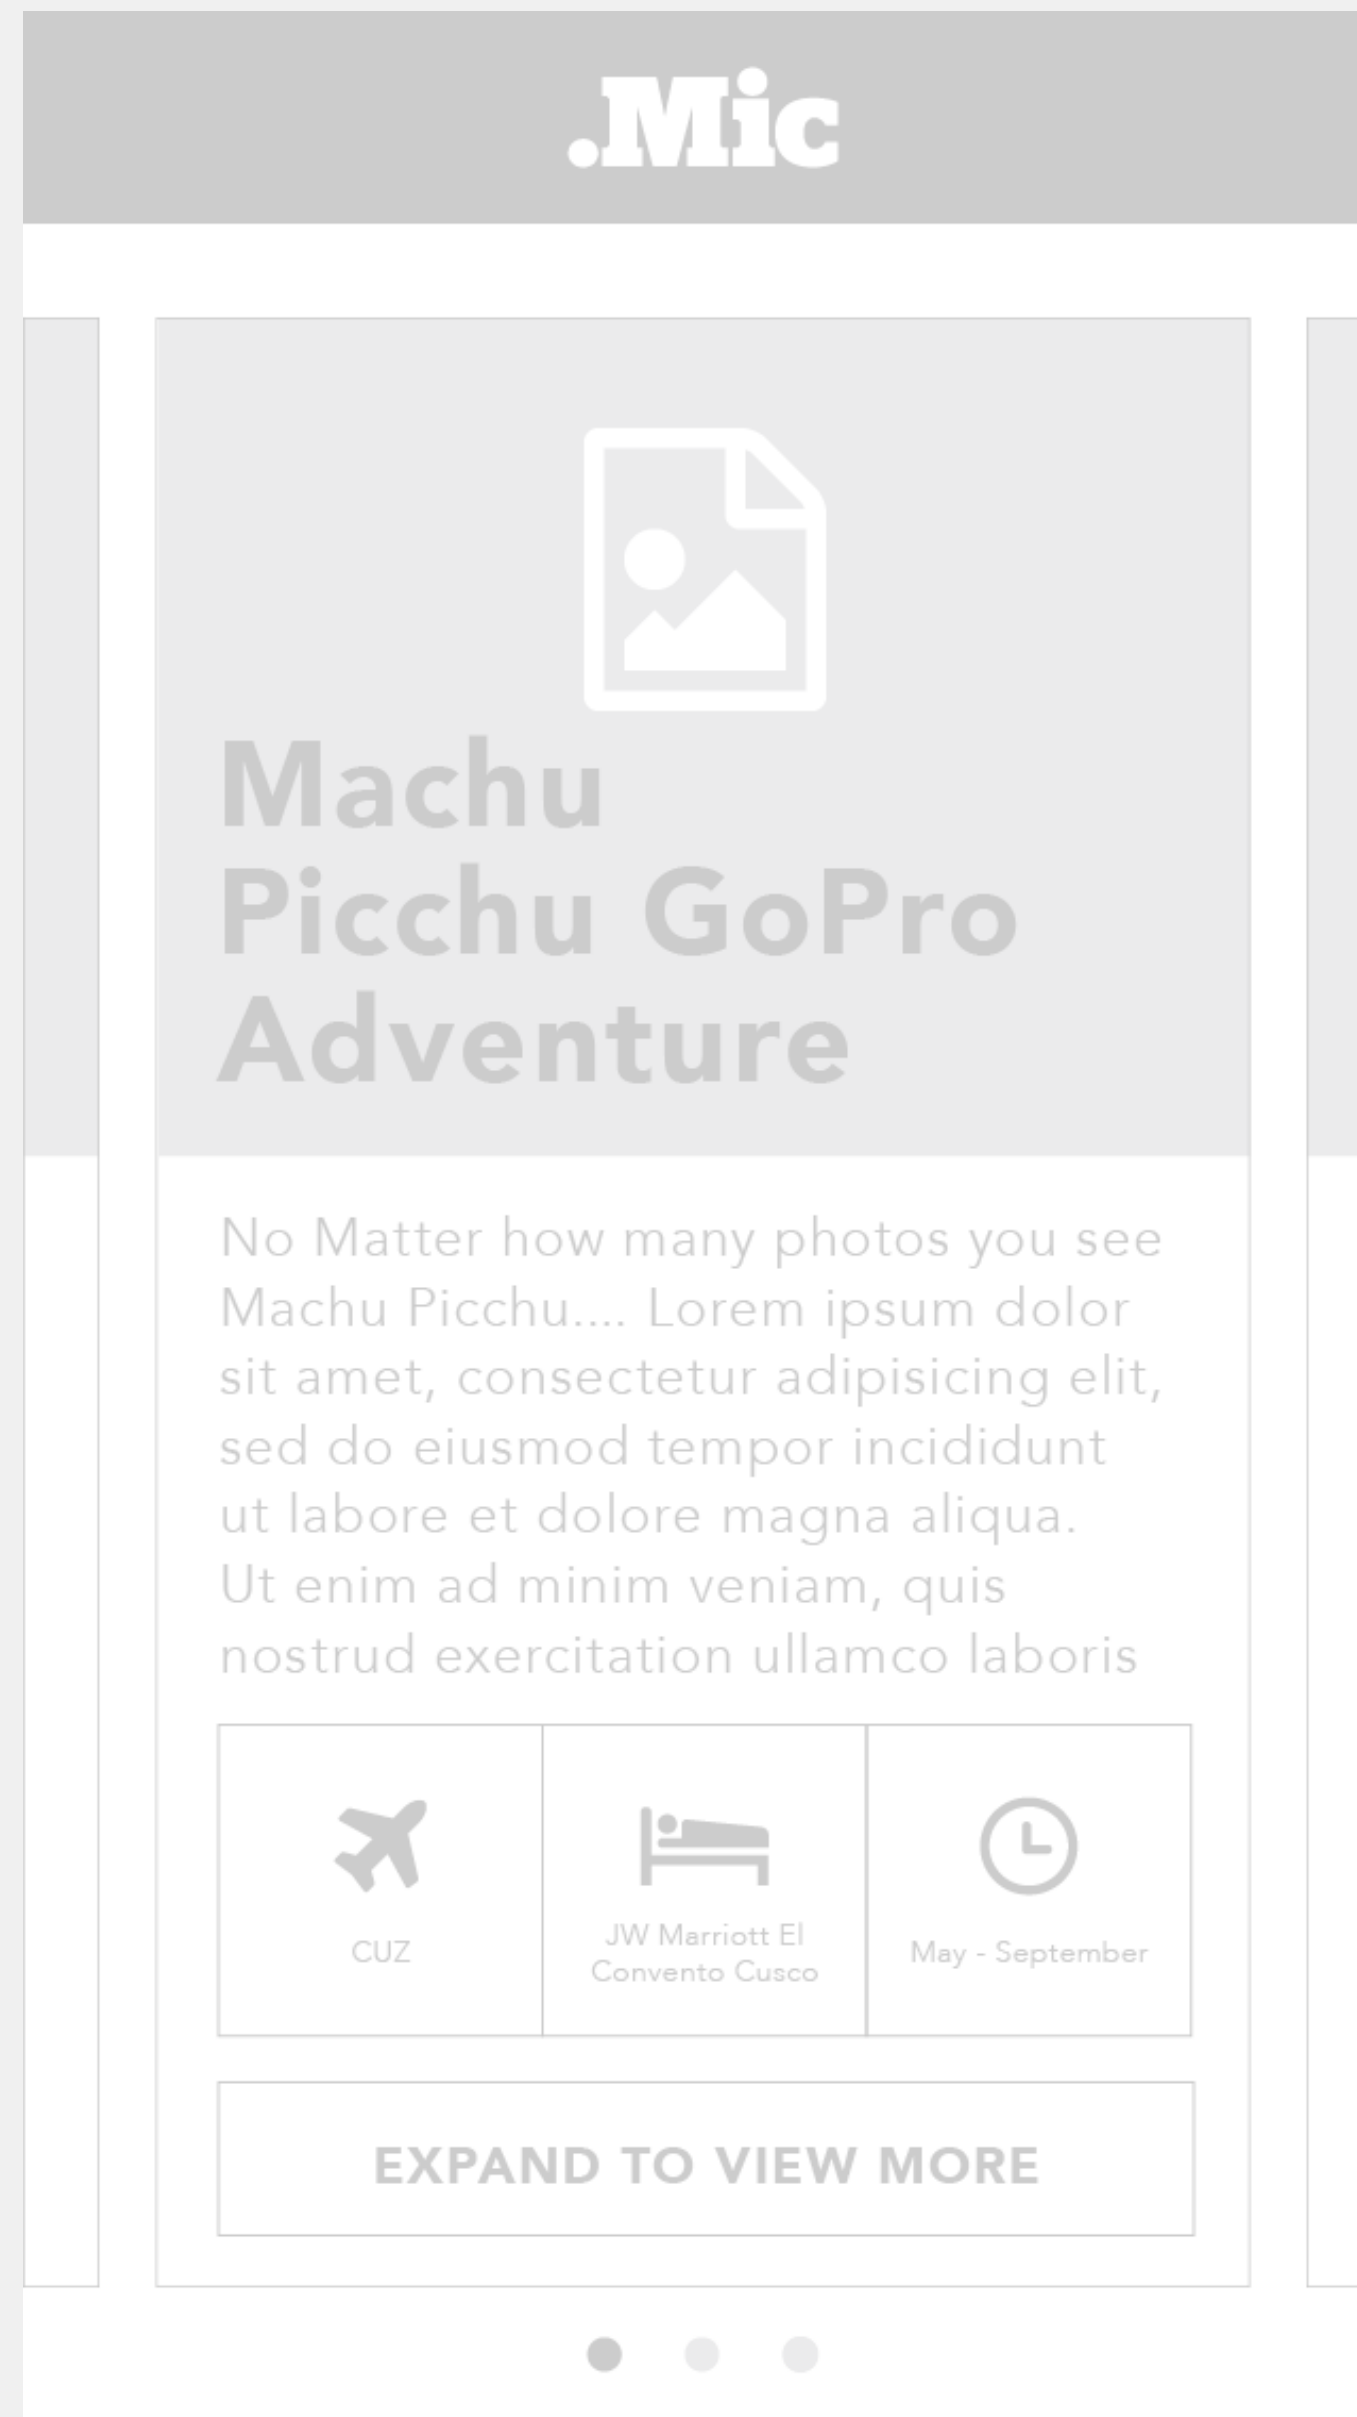 .Mic
Machu
Picchu GoPro
Adventure
No Matter how many photos you see
Machu Picchu.... Lorem ipsum dolor
sit amet, consectetur adipisicing elit,
sed do eiusmod tempor incididunt
ut labore et dolore magna aliqua.
Ut enim ad minim veniam, quis
nostrud exercitation ullamco laboris
CUZ
JW Marriott El
Convento Cusco
May - September
EXPAND TO VIEW MORE